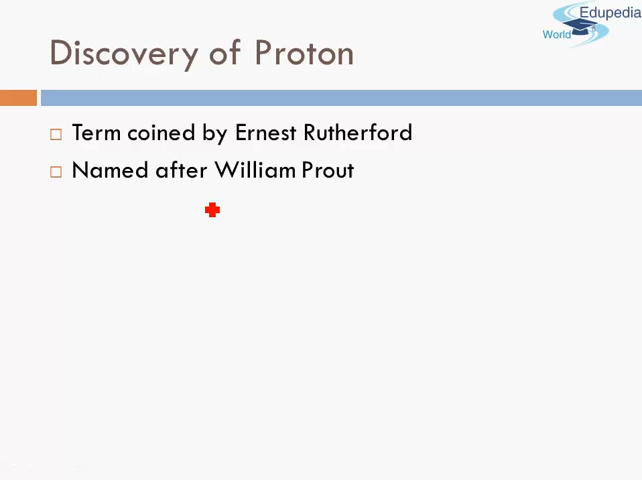 Edupedia
World
Discovery of Proton
Term coined by Ernest Rutherford
Named after William Prout